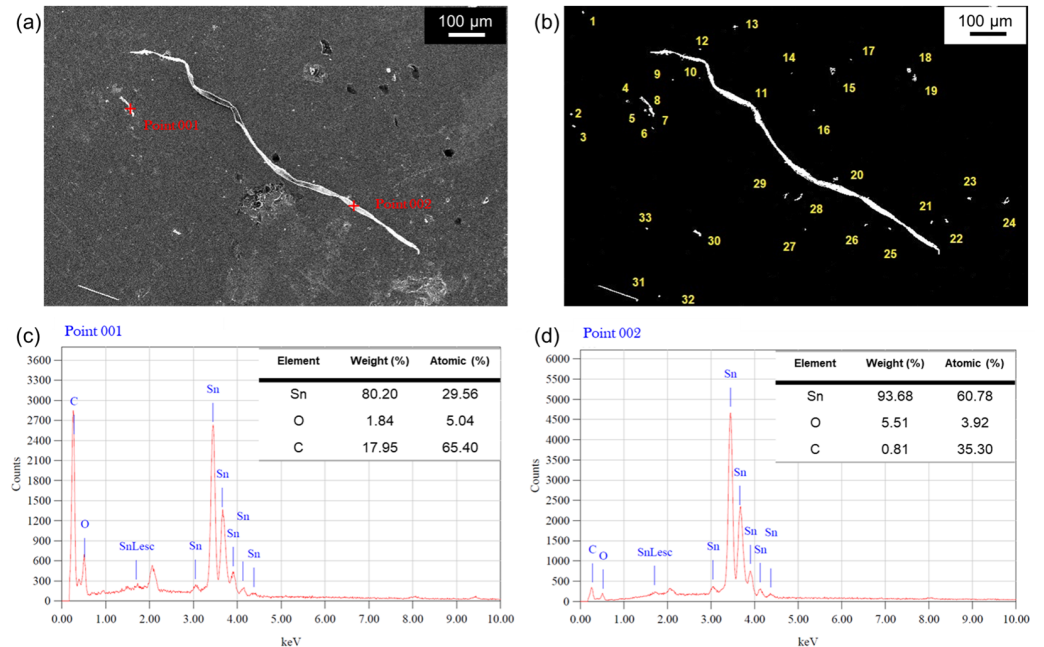 (a)
100 μm
Point 001
Point 002
(b)
100 μm
1
13
12
14
17
18
9
10
4
11
15
19
8
2
5
7
16
3
6
29
20
23
28
21
24
33
30
27
26
25
22
31
32
(c)
Point 001
3600
3300
3000
2700
2400
2100
1800
1500
1200
900
600
300
0
Counts
C
O
SnLesc
Sn
Sn
Sn
Sn
Sn
Sn
Element Weight (%) Atomic (%)
Sn 80.20 29.56
O 1.84 5.04
C 17.95 65.40
0.00 1.00 2.00 3.00 4.00 5.00 6.00 7.00 8.00 9.00 10.00
keV
(d)
Point 002
6000
5500
5000
4500
4000
3500
3000
2500
2000
1500
1000
500
0
Counts
C
O
SnLesc
Sn
Sn
Sn
Sn
Sn
Sn
Element Weight (%) Atomic (%)
Sn 93.68 60.78
O 5.51 3.92
C 0.81 35.30
0.00 1.00 2.00 3.00 4.00 5.00 6.00 7.00 8.00 9.00 10.00
keV